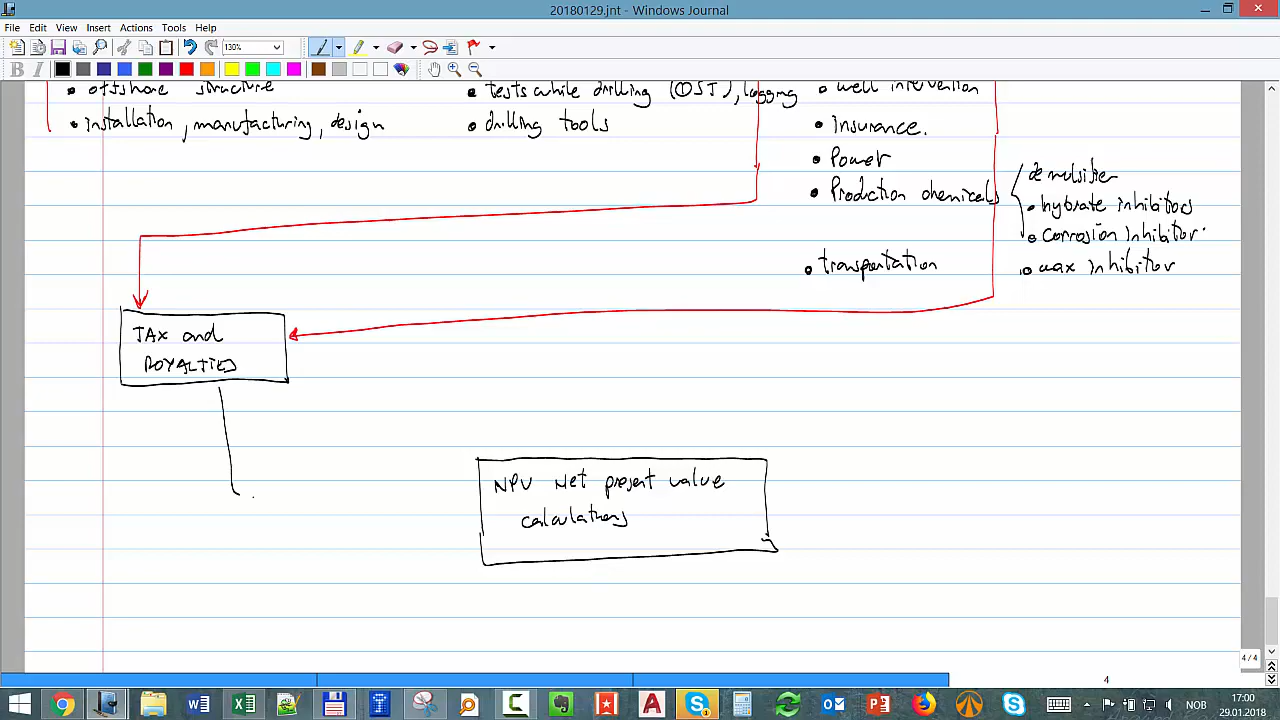 20180129.jnt - Windows Journal
File Edit View Insert Actions Tools Help
130%
B I
• offshore structure
• installation, manufacturing, design
• tests while drilling (DST), logging
• drilling tools
• well intervention
• Insurance.
• Power
• Production chemicals
• transportation
demulsifier
• hydrate inhibitors
• corrosion inhibitor
• wax inhibitor
TAX and
ROYALTIES
NPV Net present value
calculations
4/4
4
NOB
17:00
29.01.2018